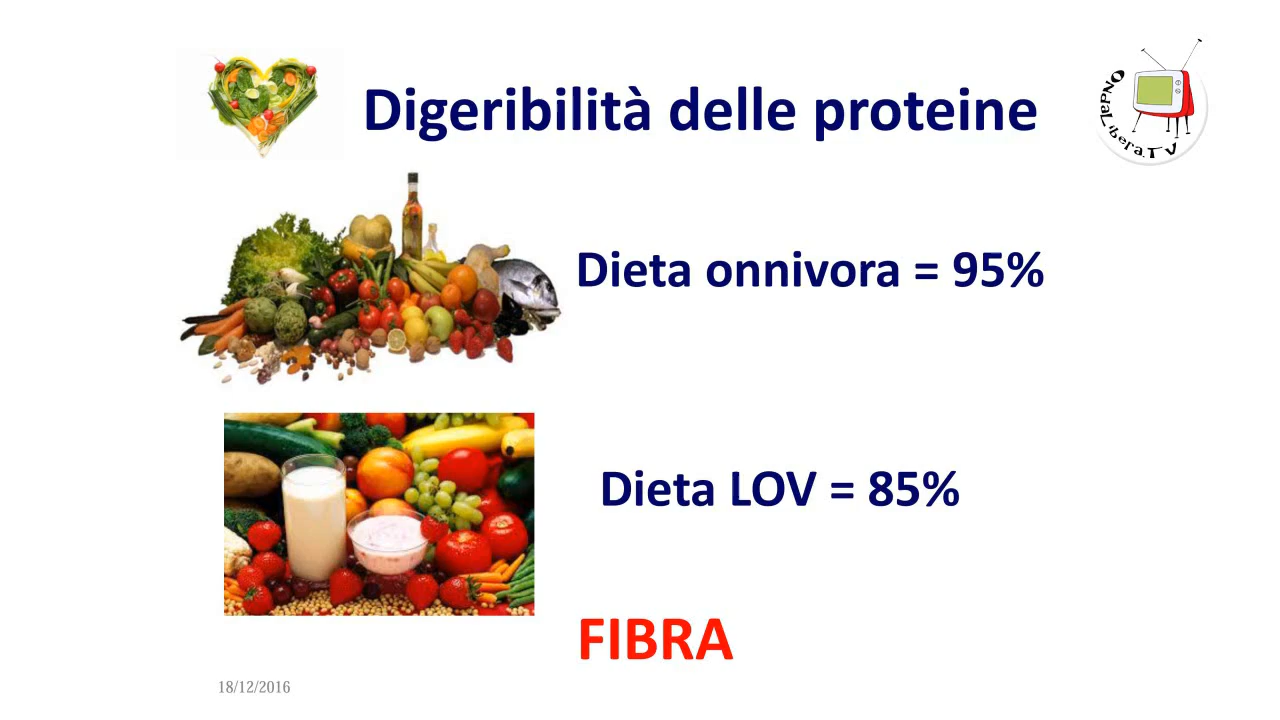 Digeribilità delle proteine
OndaLibera.TV
Dieta onnivora = 95%
Dieta LOV = 85%
FIBRA
18/12/2016